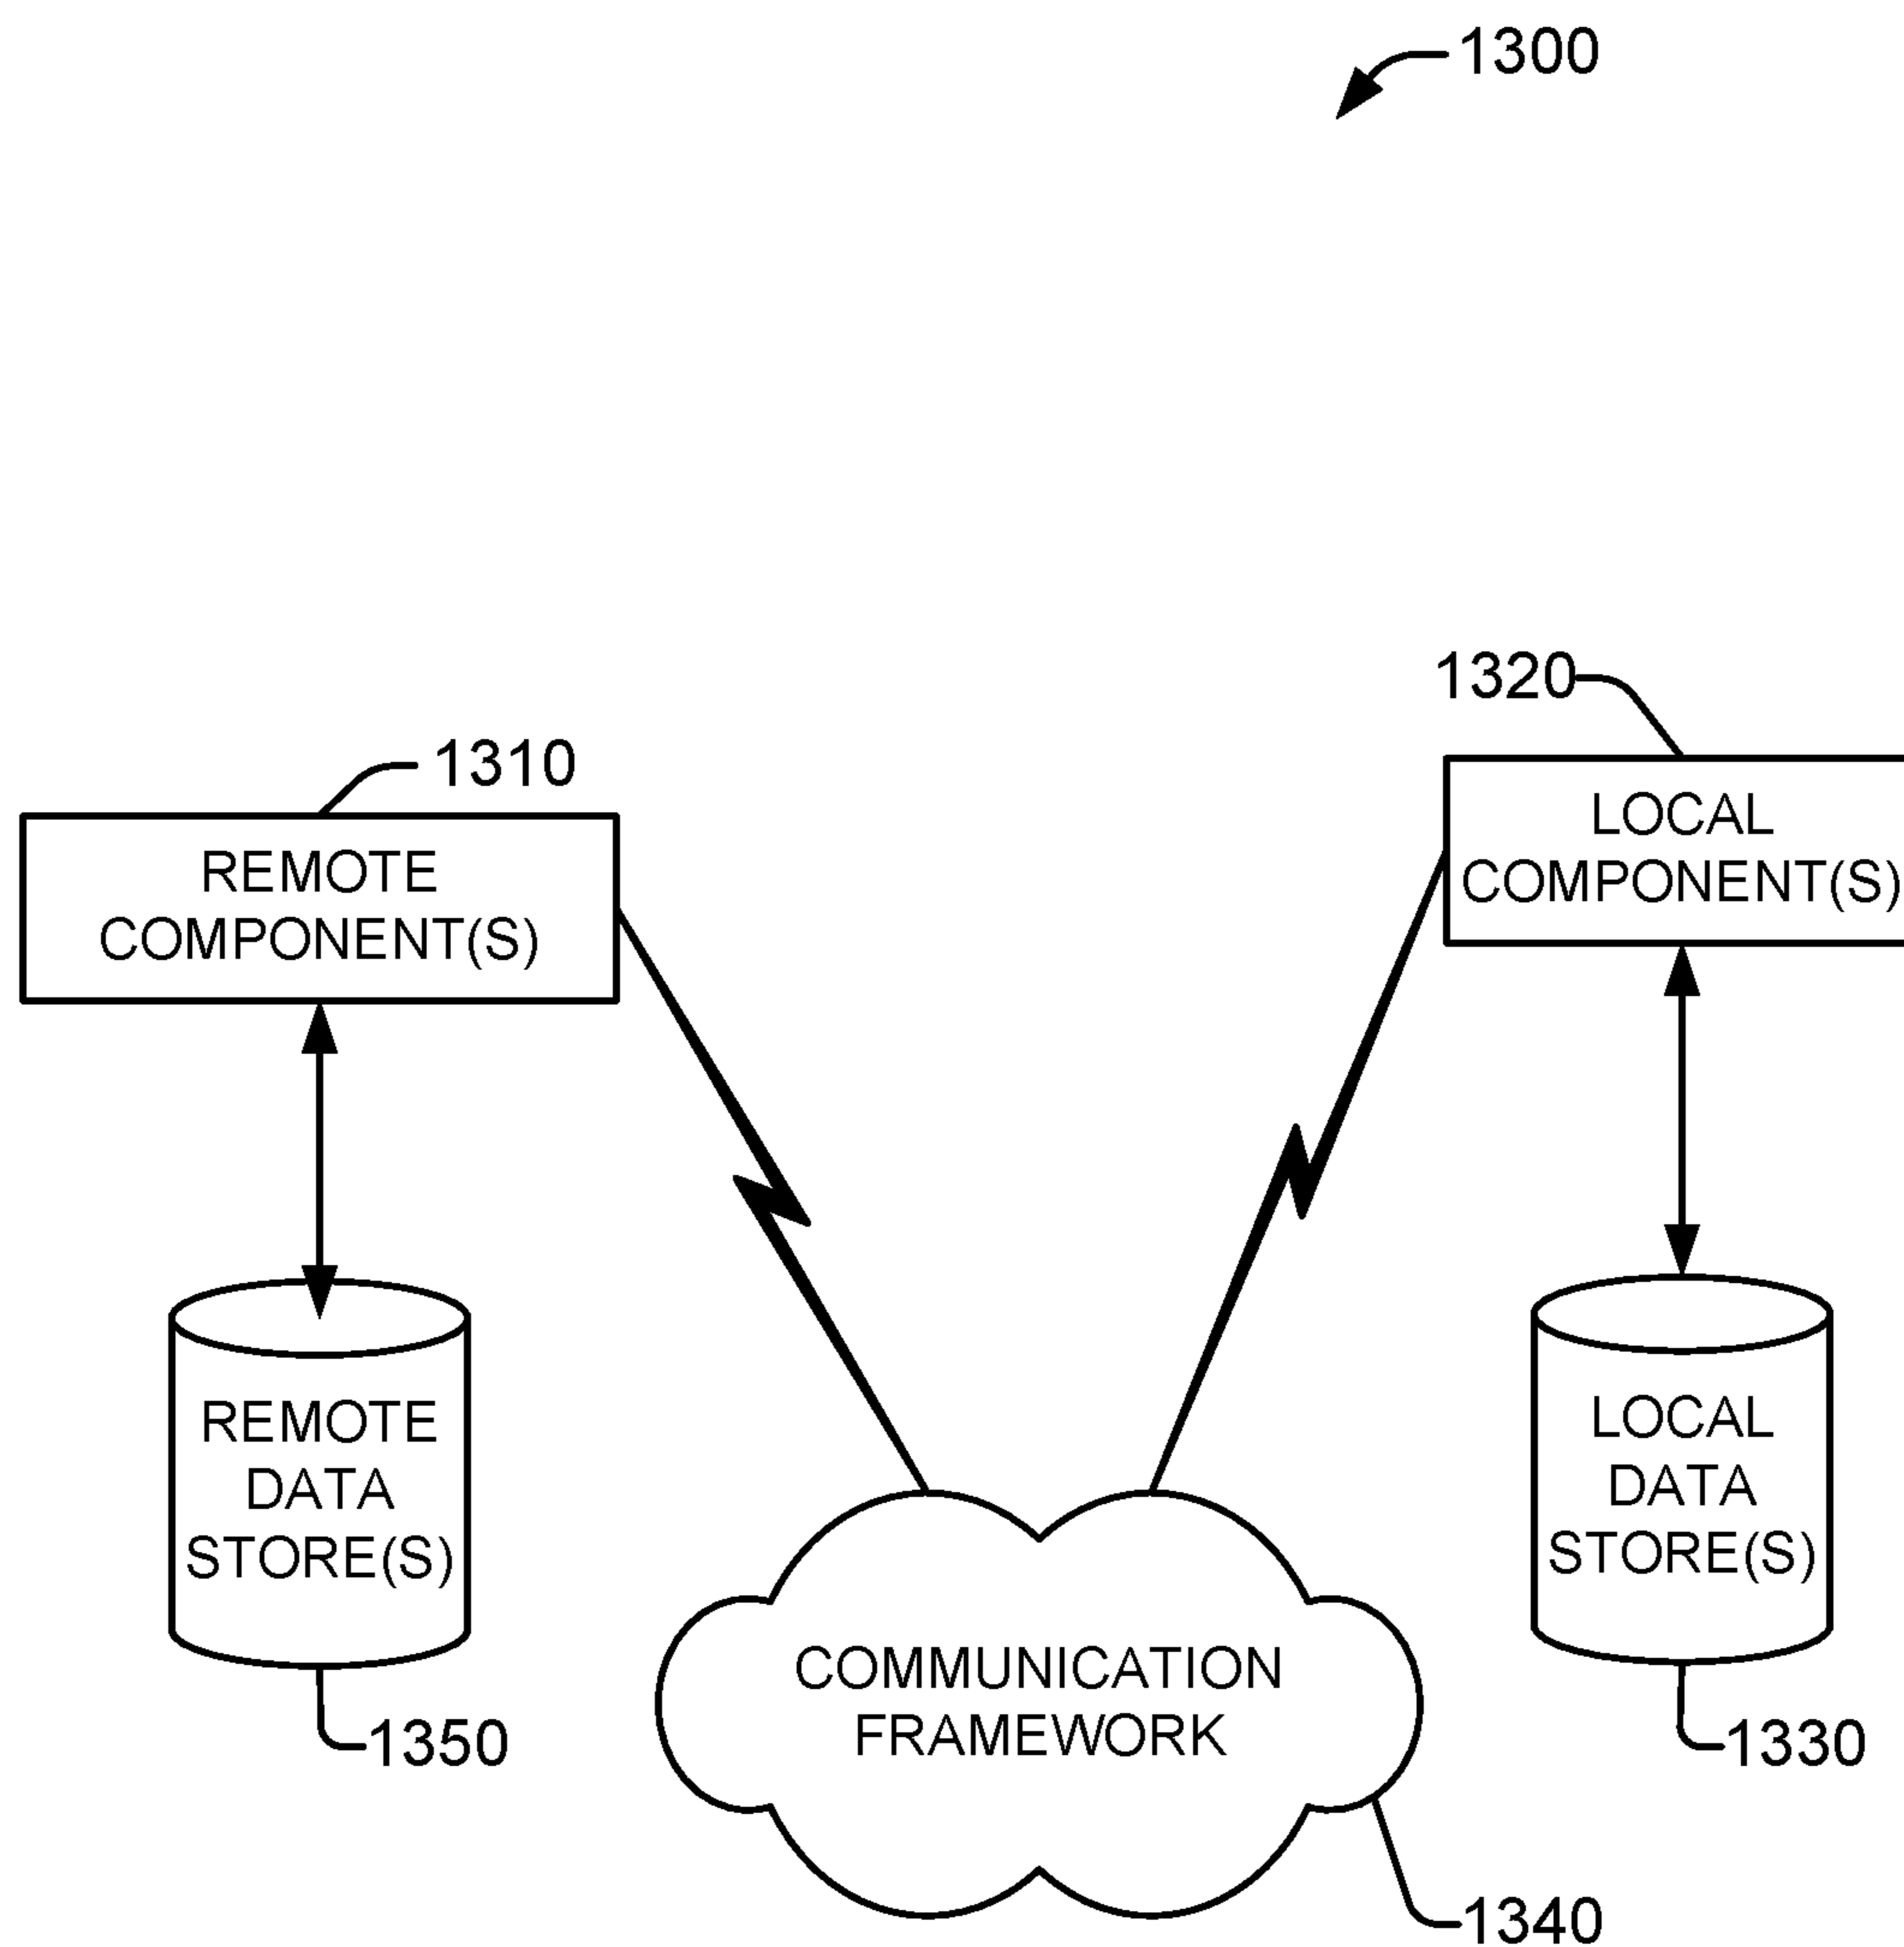 1300
1320
1310
LOCAL
COMPONENT(S)
REMOTE
COMPONENT(S)
REMOTE
DATA
STORE(S)
LOCAL
DATA
STORE(S)
COMMUNICATION
FRAMEWORK
1350
1330
1340